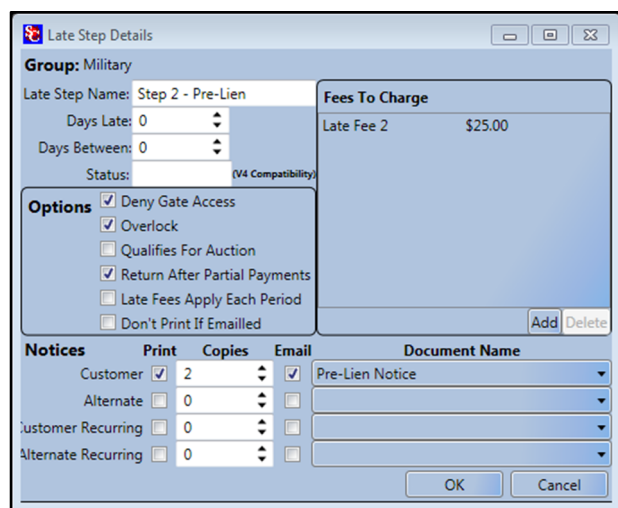 Late Step Details
Group: Military
Late Step Name: Step 2 - Pre-Lien
Days Late: 0
Days Between: 0
Status: (V4 Compatibility)
Fees To Charge
Late Fee 2 $25.00
Options
Deny Gate Access
Overlock
Qualifies For Auction
Return After Partial Payments
Late Fees Apply Each Period
Don't Print If Emailled
Add Delete
Notices Print Copies Email Document Name
Customer 2 Pre-Lien Notice
Alternate 0
Customer Recurring 0
Alternate Recurring 0
OK Cancel